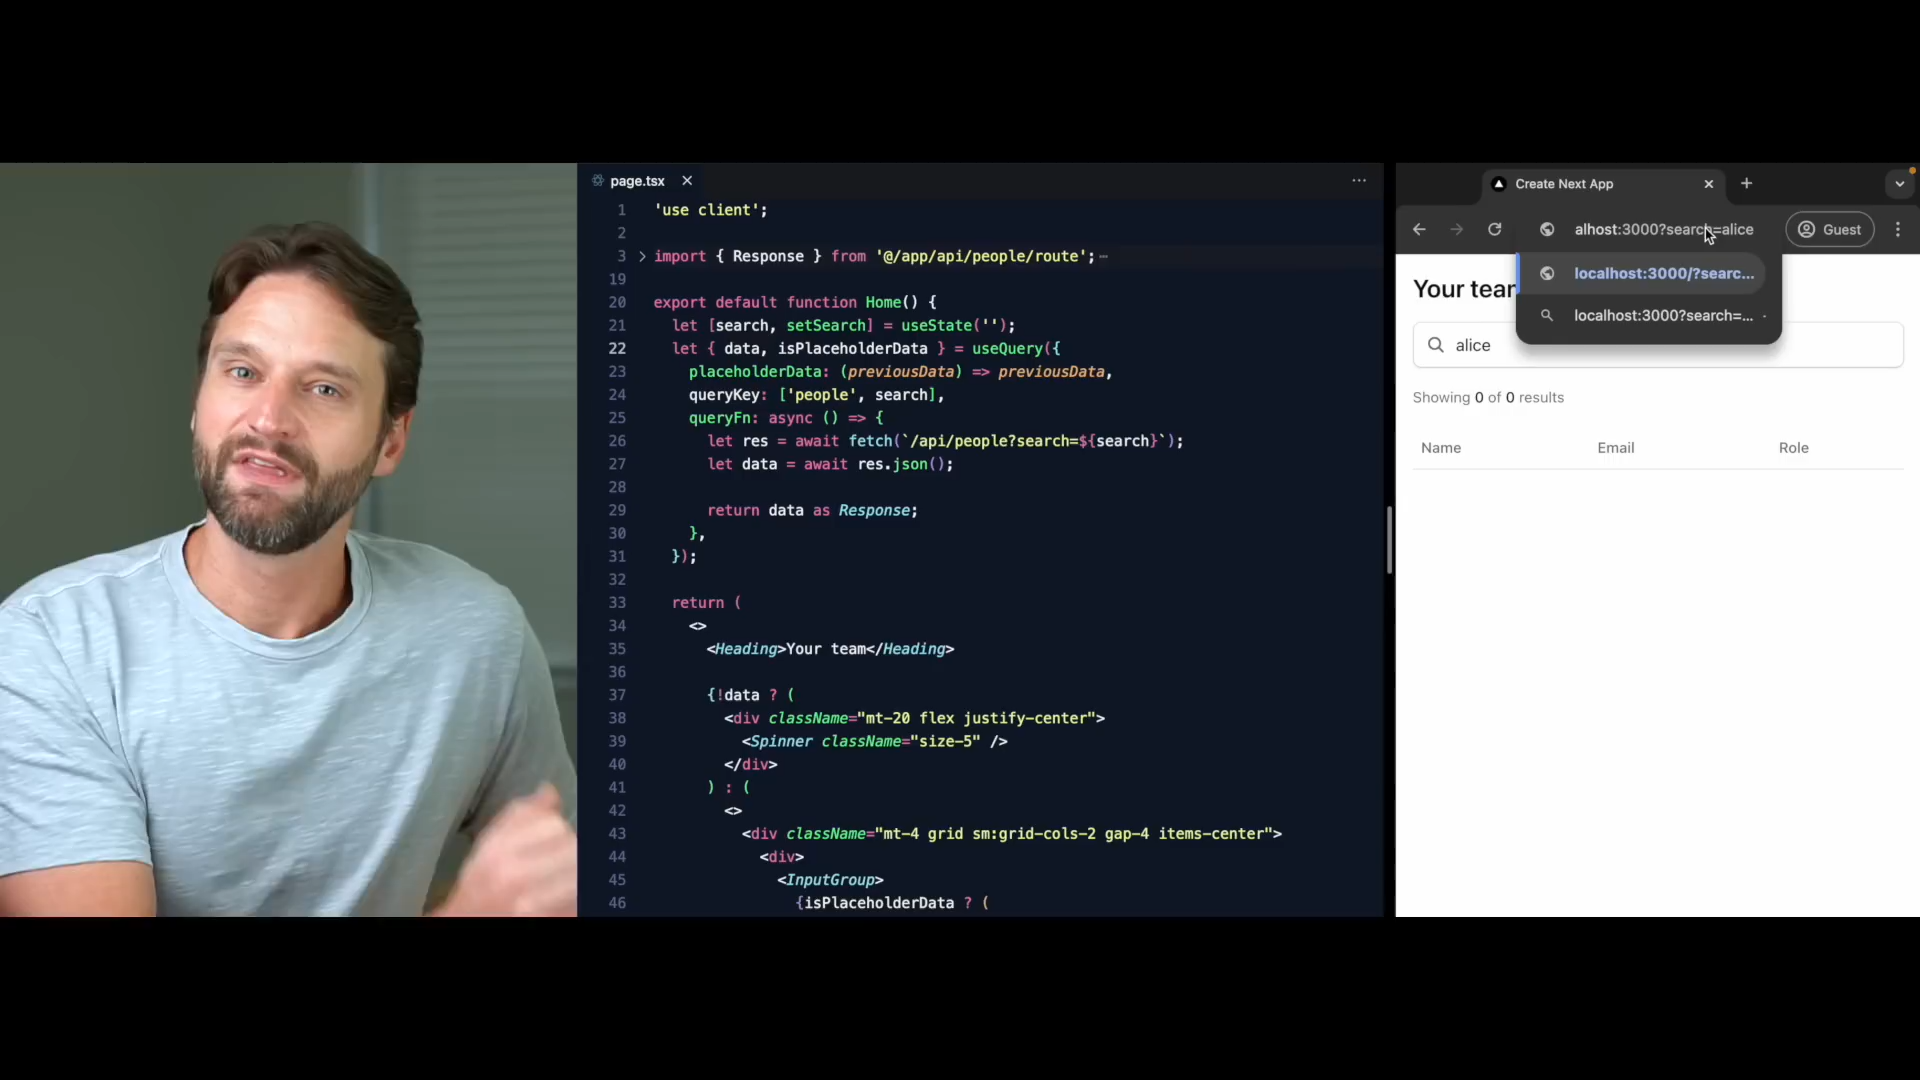 page.tsx
1 'use client';
2
3 import { Response } from '@/app/api/people/route';
19
20 export default function Home() {
21 let [search, setSearch] = useState('');
22 let { data, isPlaceholderData } = useQuery({
23 placeholderData: (previousData) => previousData,
24 queryKey: ['people', search],
25 queryFn: async () => {
26 let res = await fetch(`/api/people?search=${search}`);
27 let data = await res.json();
28
29 return data as Response;
30 },
31 });
32
33 return (
34 <>
35 <Heading>Your team</Heading>
36
37 {!data ? (
38 <div className="mt-20 flex justify-center">
39 <Spinner className="size-5" />
40 </div>
41 ) : (
42 <>
43 <div className="mt-4 grid sm:grid-cols-2 gap-4 items-center">
44 <div>
45 <InputGroup>
46 {isPlaceholderData ? (
Create Next App
alhost:3000?search=alice
Guest
localhost:3000/?searc...
localhost:3000?search=...
Your tea
alice
Showing 0 of 0 results
Name Email Role